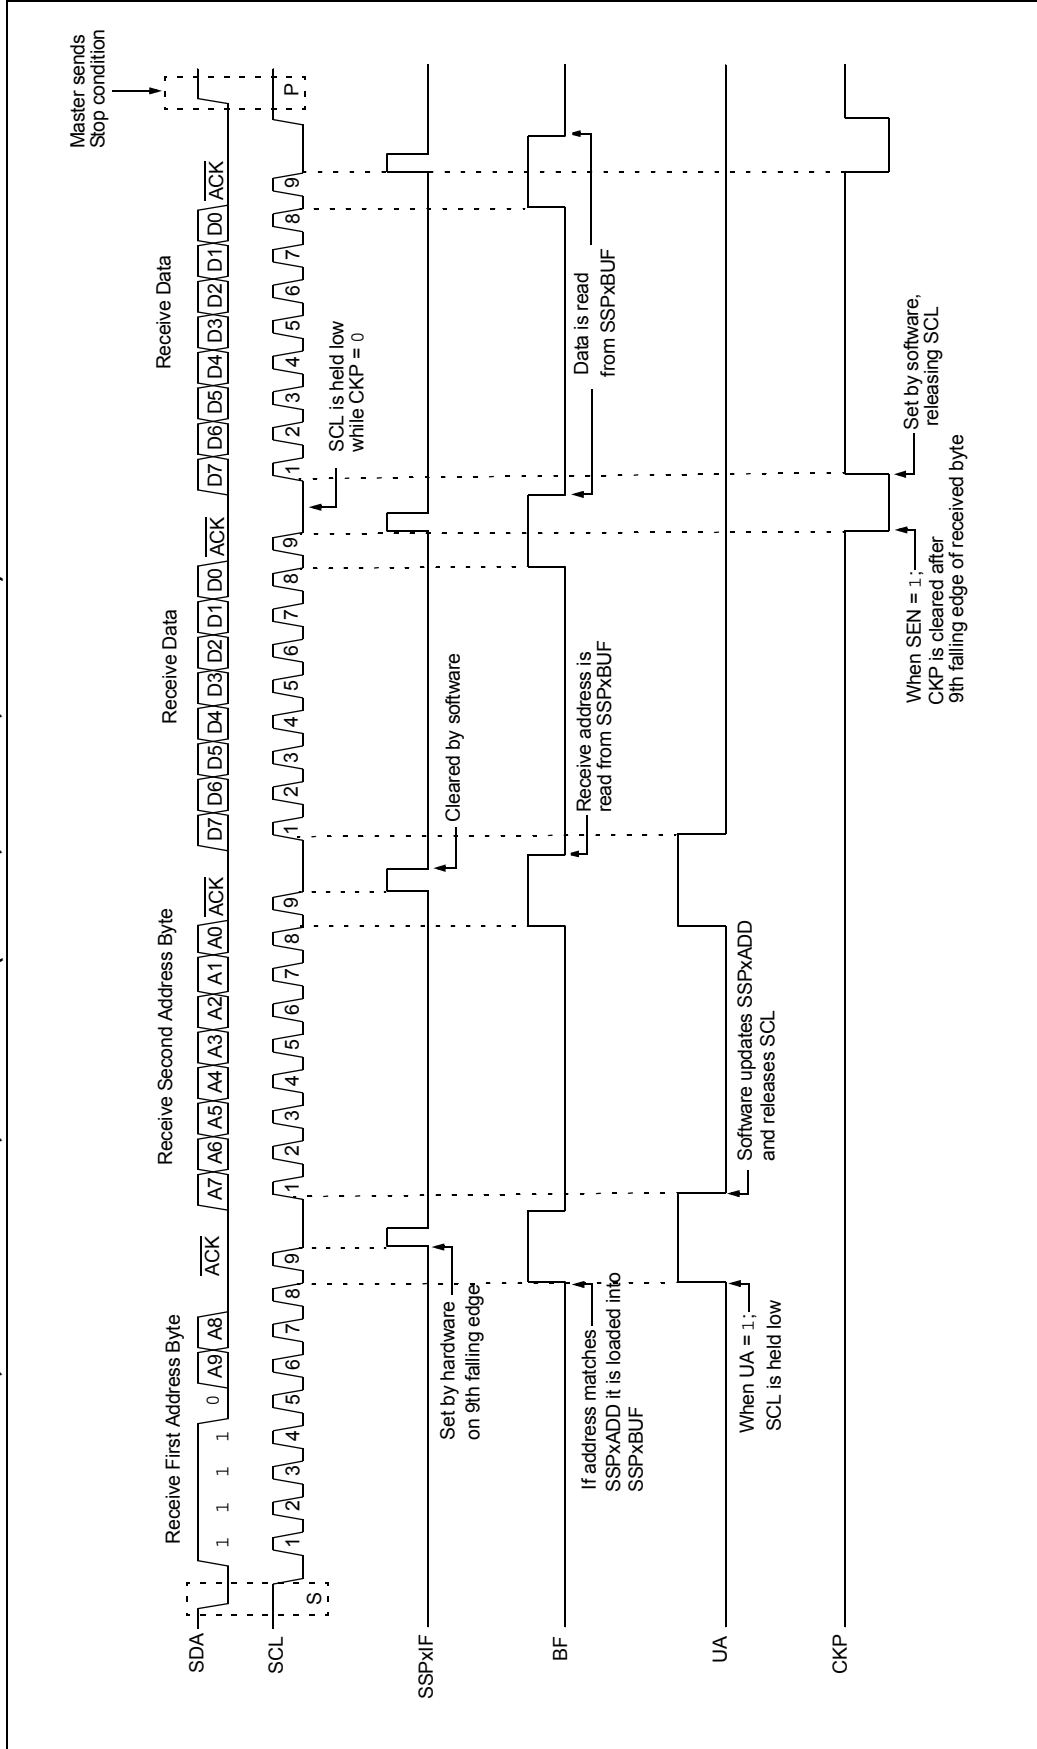 Master sends
Stop condition
Receive First Address Byte
Receive Second Address Byte
Receive Data
Receive Data
SDA
1 1 1 1 0 A9 A8 ACK
A7 A6 A5 A4 A3 A2 A1 A0 ACK
D7 D6 D5 D4 D3 D2 D1 D0 ACK
D7 D6 D5 D4 D3 D2 D1 D0 ACK
SCL
S
1 2 3 4 5 6 7 8 9
1 2 3 4 5 6 7 8 9
1 2 3 4 5 6 7 8 9
1 2 3 4 5 6 7 8 9
P
SCL is held low
while CKP = 0
SSPxIF
Set by hardware
on 9th falling edge
Cleared by software
BF
If address matches
SSPxADD it is loaded into
SSPxBUF
Receive address is
read from SSPxBUF
Data is read
from SSPxBUF
UA
When UA = 1;
SCL is held low
Software updates SSPxADD
and releases SCL
CKP
When SEN = 1;
CKP is cleared after
9th falling edge of received byte
Set by software,
releasing SCL